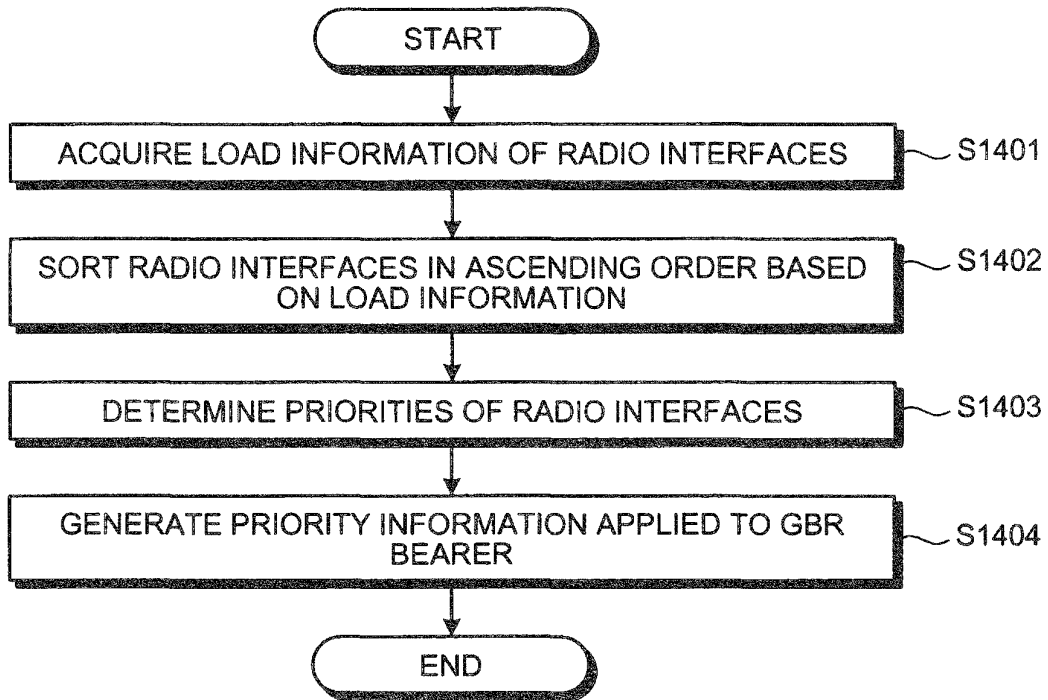 START
ACQUIRE LOAD INFORMATION OF RADIO INTERFACES
S1401
SORT RADIO INTERFACES IN ASCENDING ORDER BASED
ON LOAD INFORMATION
S1402
DETERMINE PRIORITIES OF RADIO INTERFACES
S1403
GENERATE PRIORITY INFORMATION APPLIED TO GBR
BEARER
S1404
END